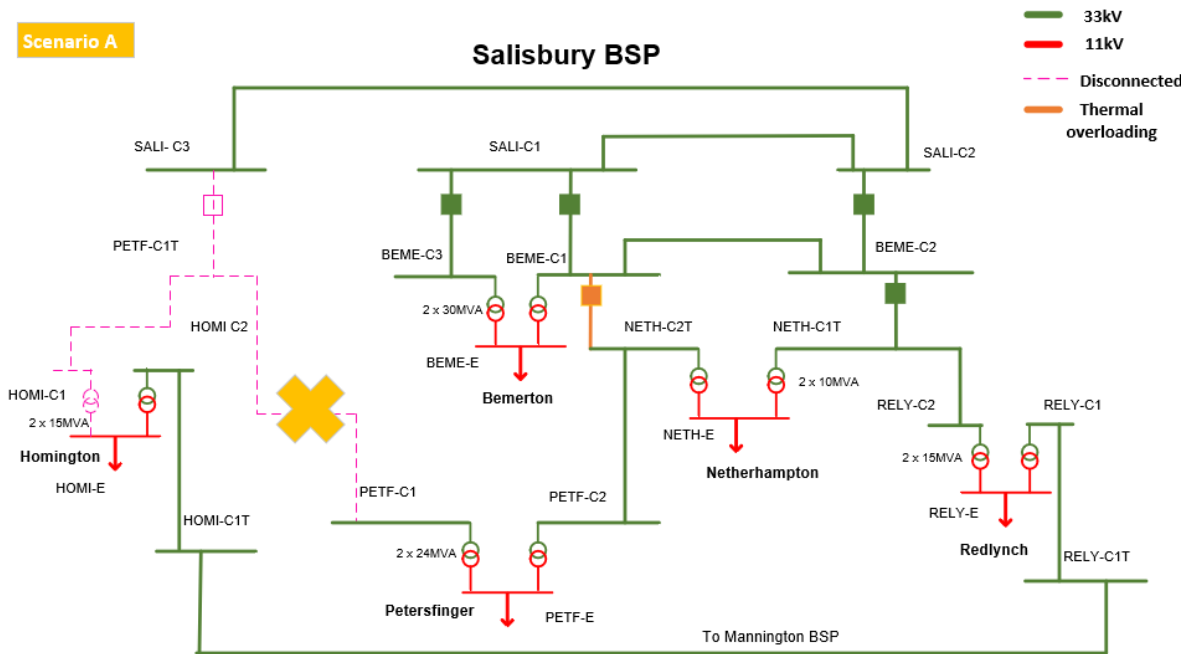 33kV
Scenario A
11kV
Salisbury BSP
Disconnected
Thermal
overloading
SALI- C3
SALI-C1
SALI-C2
PETF-C1T
BEME-C3
BEME-C1
BEME-C2
2 x 30MVA
HOMI C2
NETH-C2T
NETH-C1T
BEME-E
HOMI-C1
2 x 10MVA
Bemerton
RELY-C2
RELY-C1
2 x 15MVA
NETH-E
Homington
2 x 15MVA
Netherhampton
HOMI-E
PETF-C1
PETF-C2
RELY-E
HOMI-C1T
Redlynch
2 x 24MVA
RELY-C1T
Petersfinger
PETF-E
To Mannington BSP